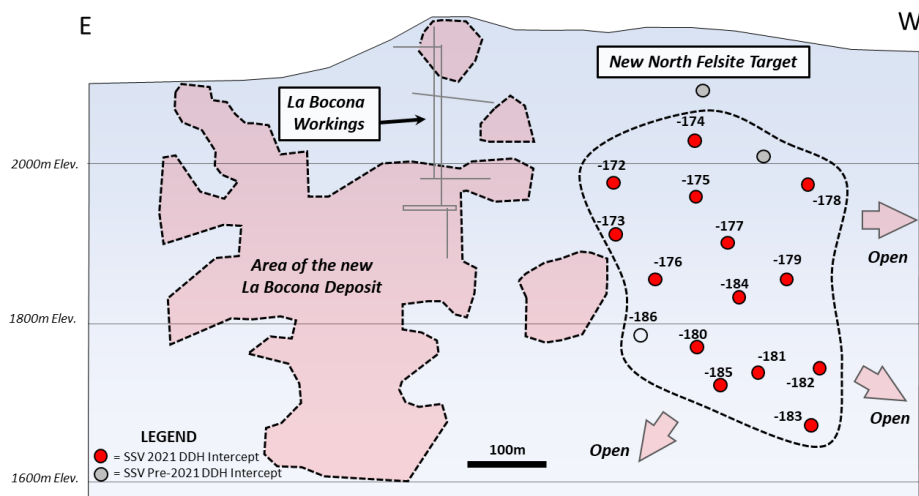 E
W
New North Felsite Target
La Bocona
Workings
-174
2000m Elev.
-172
-175
-178
-173
-177
Open
Area of the new
La Bocona Deposit
-176
-179
-184
1800m Elev.
-186
-180
-181
-185
-182
-183
Open
Open
LEGEND
= SSV 2021 DDH Intercept
= SSV Pre-2021 DDH Intercept
100m
1600m Elev.